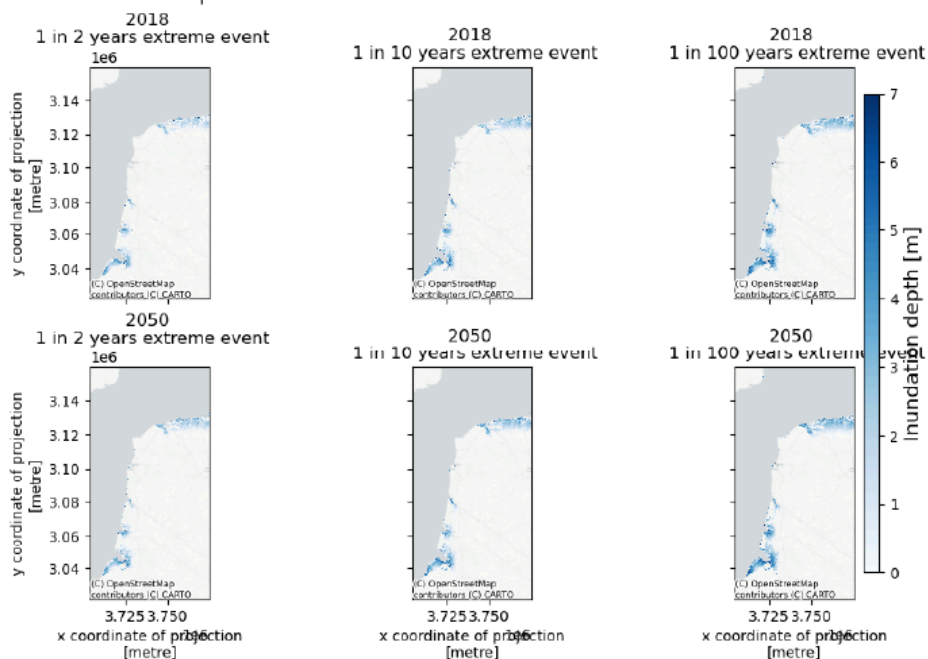 2018
1 in 2 years extreme event
2018
1 in 10 years extreme event
2018
1 in 100 years extreme event
1e6
3.14
3.12
3.10
3.08
3.06
3.04
y coordinate of projection
[metre]
(C) OpenStreetMap
contributors (C) CARTO
(C) OpenStreetMap
contributors (C) CARTO
(C) OpenStreetMap
contributors (C) CARTO
7
6
5
4
3
2
1
0
Inundation depth [m]
2050
1 in 2 years extreme event
2050
1 in 10 years extreme event
2050
1 in 100 years extreme event
1e6
3.14
3.12
3.10
3.08
3.06
3.04
y coordinate of projection
[metre]
(C) OpenStreetMap
contributors (C) CARTO
(C) OpenStreetMap
contributors (C) CARTO
(C) OpenStreetMap
contributors (C) CARTO
3.725 3.750
3.725 3.750
3.725 3.750
x coordinate of projection
[metre]
1e6
x coordinate of projection
[metre]
1e6
x coordinate of projection
[metre]
1e6